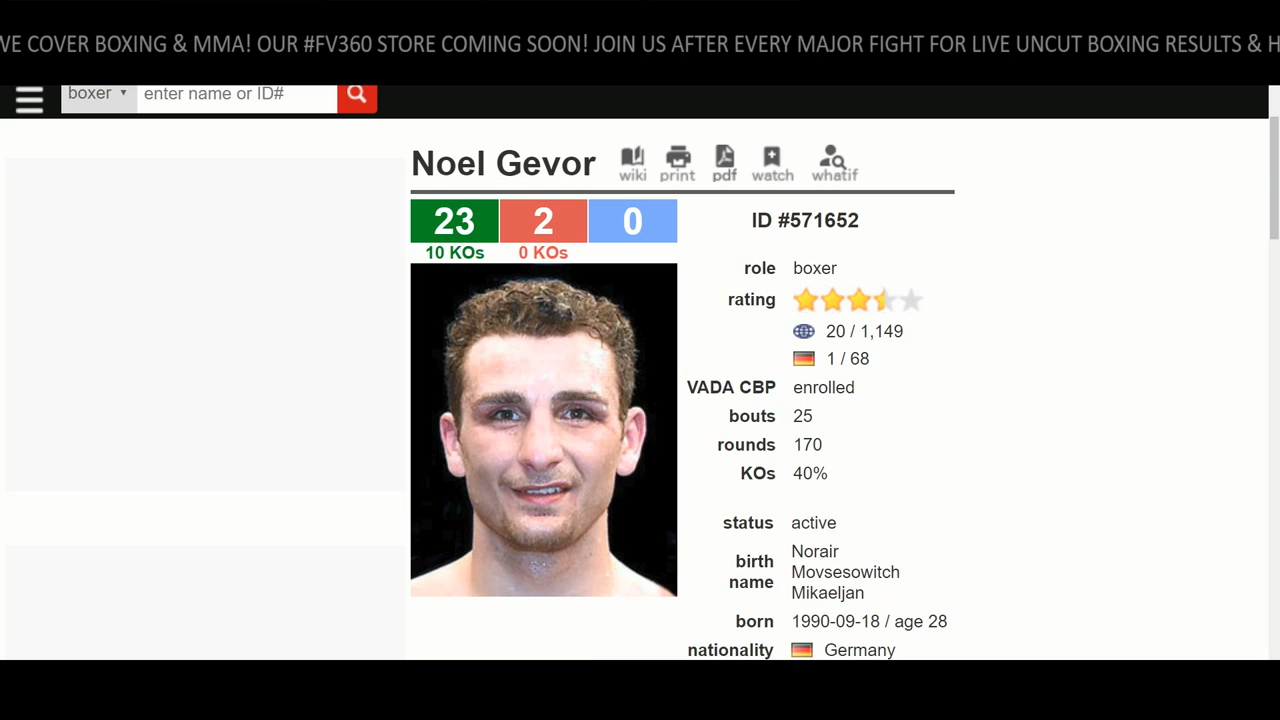 WE COVER BOXING & MMA! OUR #FV360 STORE COMING SOON! JOIN US AFTER EVERY MAJOR FIGHT FOR LIVE UNCUT BOXING RESULTS & H
boxer ▾ enter name or ID#
Noel Gevor wiki print pdf watch whatif
23 2 0
10 KOs 0 KOs
ID #571652
role boxer
rating
20 / 1,149
1 / 68
VADA CBP enrolled
bouts 25
rounds 170
KOs 40%
status active
birth name Norair
Movsesowitch
Mikaeljan
born 1990-09-18 / age 28
nationality Germany